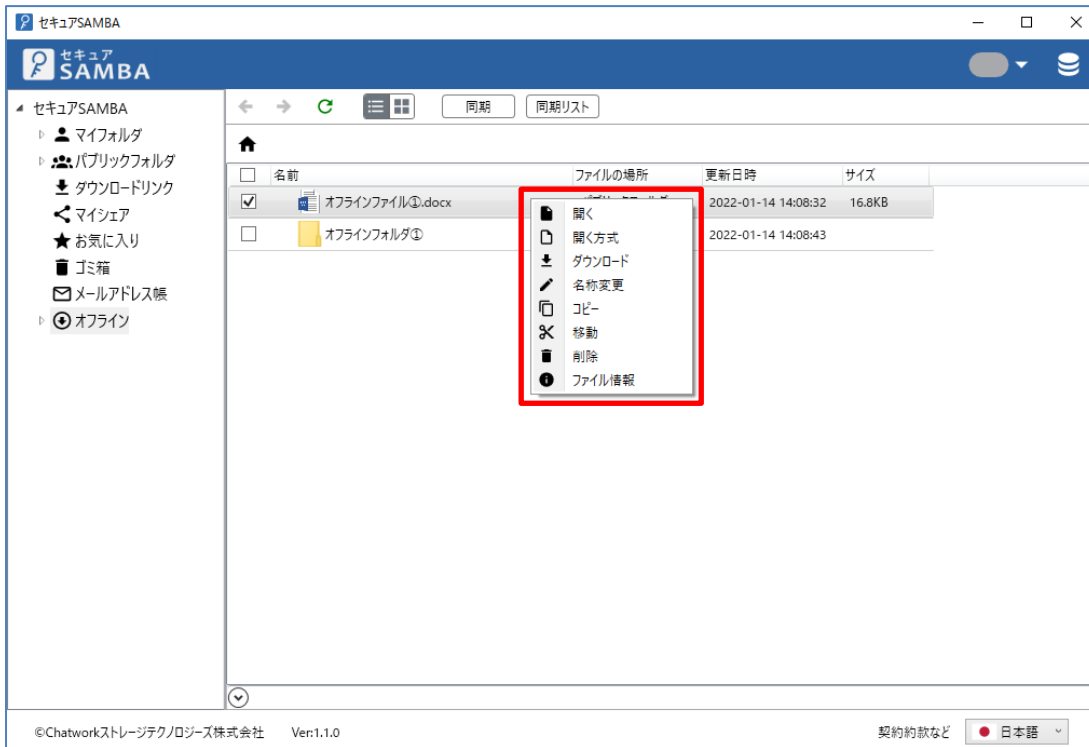 セキュアSAMBA
セキュア
SAMBA
セキュアSAMBA
マイフォルダ
パブリックフォルダ
ダウンロードリンク
マイシェア
お気に入り
ゴミ箱
メールアドレス帳
オフライン
同期 同期リスト
名前 ファイルの場所 更新日時 サイズ
オフラインファイル①.docx 2022-01-14 14:08:32 16.8KB
オフラインフォルダ① 2022-01-14 14:08:43
開く
開く方式
ダウンロード
名称変更
コピー
移動
削除
ファイル情報
©Chatworkストレージテクノロジーズ株式会社 Ver:1.1.0 契約約款など 日本語